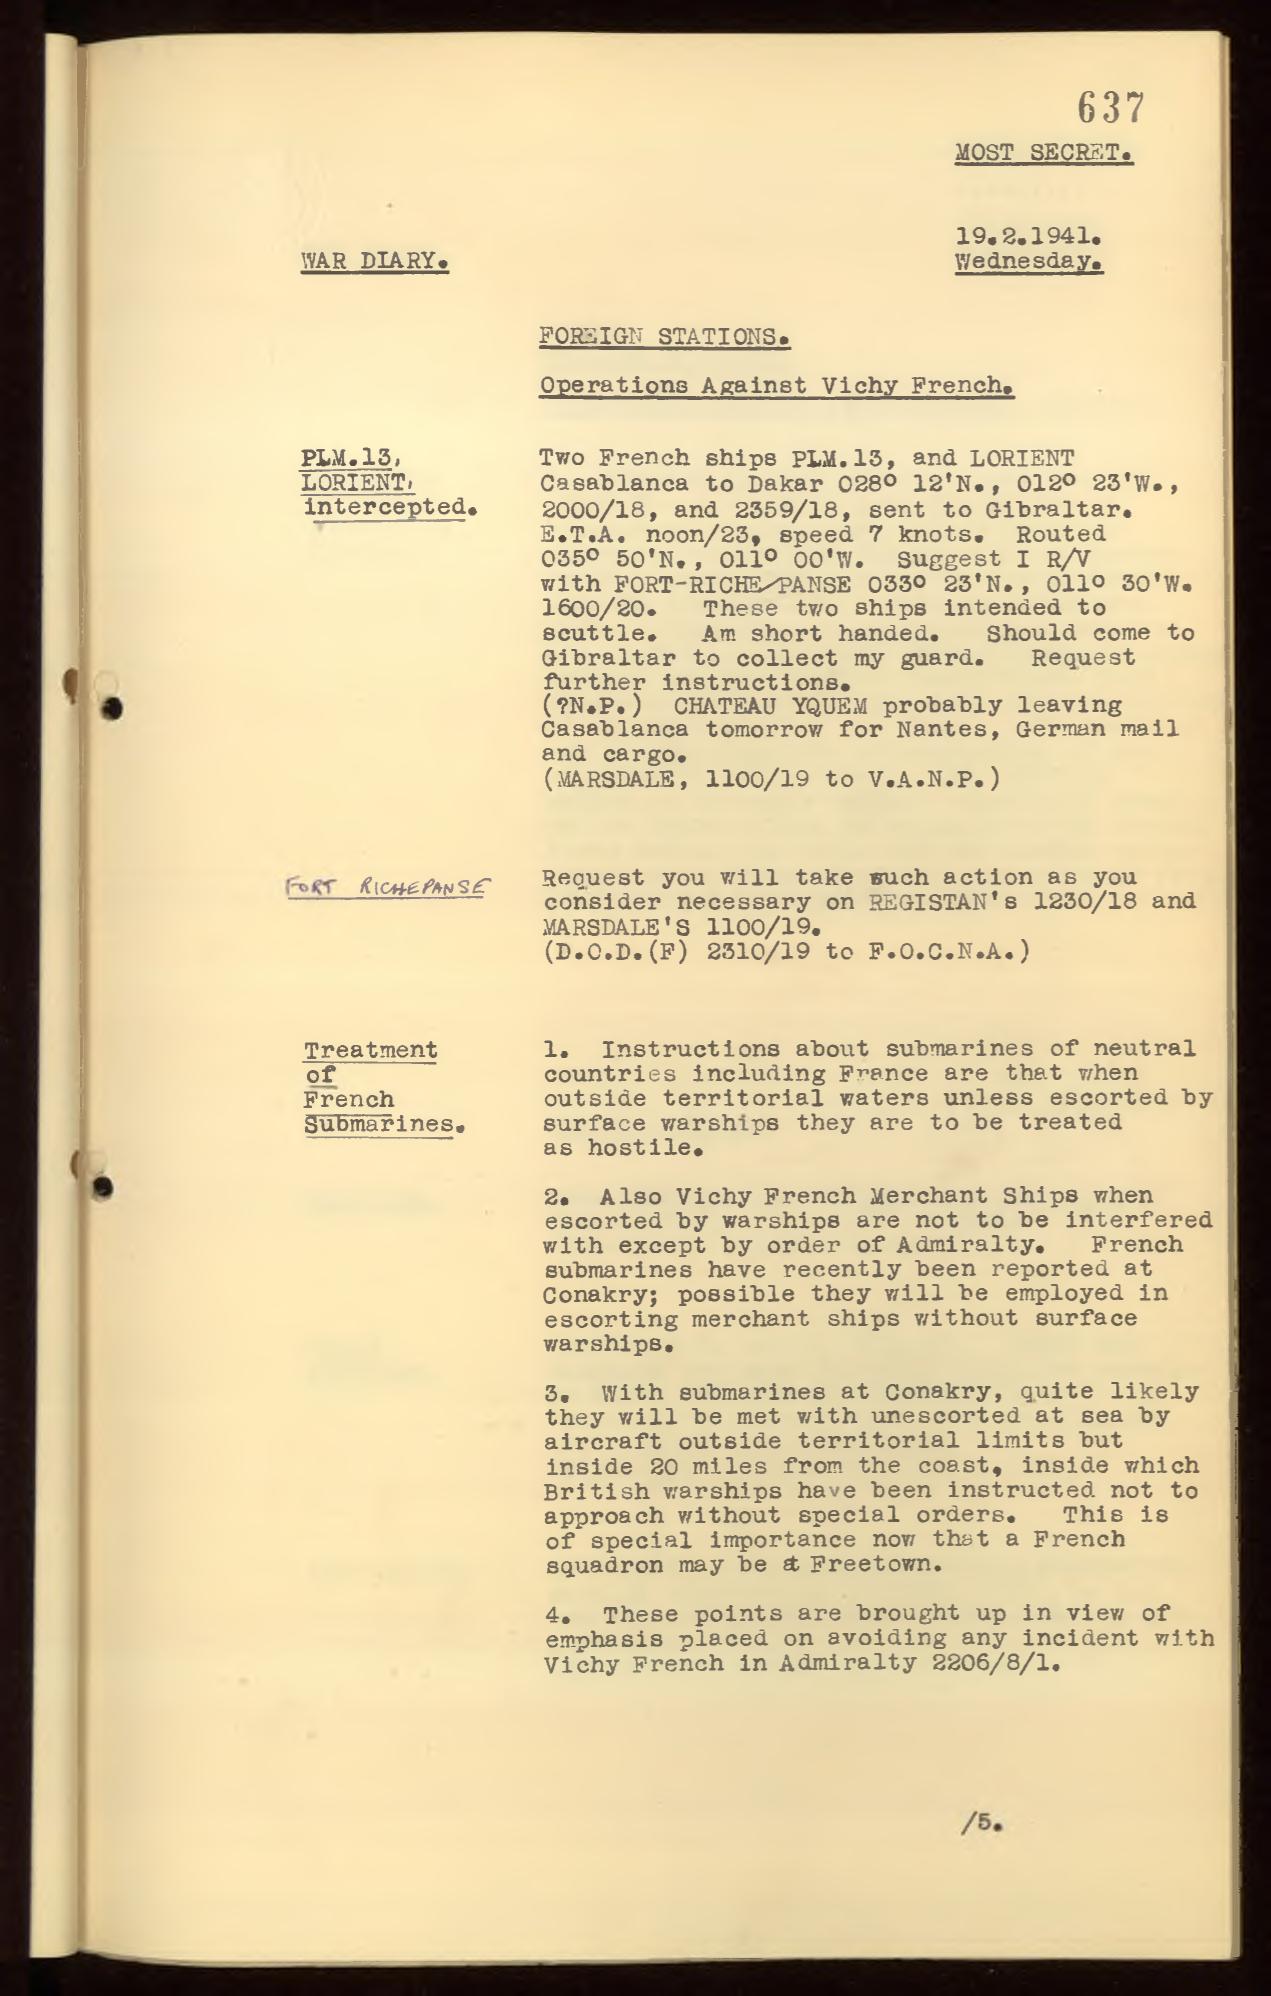 637
MOST SECRET.
19.2.1941.
WAR DIARY.
Wednesday.
FOREIGN STATIONS.
Operations Against Vichy French.
PLM.13,
LORIENT,
intercepted.
Two French ships PLM.13, and LORIENT
Casablanca to Dakar 028° 12'N., 012° 23'W.,
2000/18, and 2359/18, sent to Gibraltar.
E.T.A. noon/23, speed 7 knots. Routed
035° 50'N., 011° 00'W. Suggest I R/V
with FORT-RICHE/PANSE 033° 23'N., 011° 30'W.
1600/20. These two ships intended to
scuttle. Am short handed. Should come to
Gibraltar to collect my guard. Request
further instructions.
(?N.P.) CHATEAU YQUEM probably leaving
Casablanca tomorrow for Nantes, German mail
and cargo.
(MARSDALE, 1100/19 to V.A.N.P.)
FORT RICHEPANSE
Request you will take such action as you
consider necessary on REGISTAN's 1230/18 and
MARSDALE'S 1100/19.
(D.C.D.(F) 2310/19 to F.O.C.N.A.)
Treatment
of
French
Submarines.
1. Instructions about submarines of neutral
countries including France are that when
outside territorial waters unless escorted by
surface warships they are to be treated
as hostile.
2. Also Vichy French Merchant Ships when
escorted by warships are not to be interfered
with except by order of Admiralty. French
submarines have recently been reported at
Conakry; possible they will be employed in
escorting merchant ships without surface
warships.
3. With submarines at Conakry, quite likely
they will be met with unescorted at sea by
aircraft outside territorial limits but
inside 20 miles from the coast, inside which
British warships have been instructed not to
approach without special orders. This is
of special importance now that a French
squadron may be at Freetown.
4. These points are brought up in view of
emphasis placed on avoiding any incident with
Vichy French in Admiralty 2206/8/1.
/5.